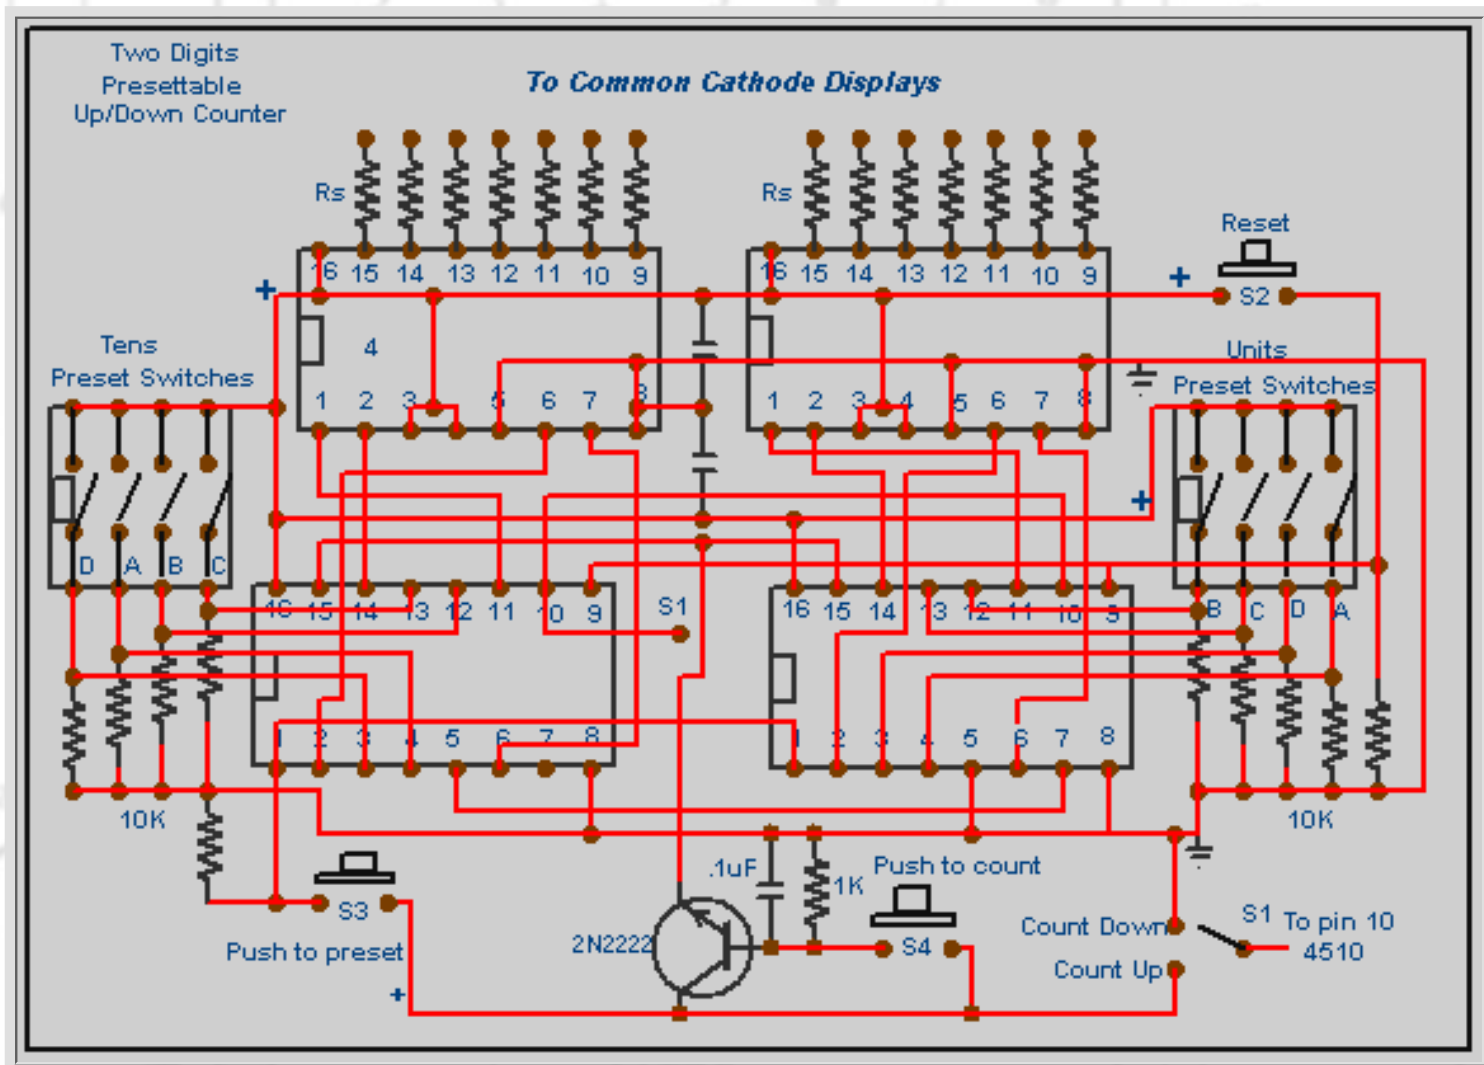 Two Digits
Presettable
Up/Down Counter
To Common Cathode Displays
Rs
Rs
Reset
16 15 14 13 12 11 10 9
16 15 14 13 12 11 10 9
+
+
S2
Tens
Preset Switches
4
Units
Preset Switches
1 2 3 5 6 7 8
1 2 3 4 5 6 7 8
+
D A B C
B C D A
16 15 14 13 12 11 10 9
S1
16 15 14 13 12 11 10 9
1 2 3 4 5 6 7 8
1 2 3 4 5 6 7 8
10K
10K
.1uF
1K
Push to count
S3
Push to preset
2N2222
S4
Count Down
S1
To pin 10
4510
Count Up
+